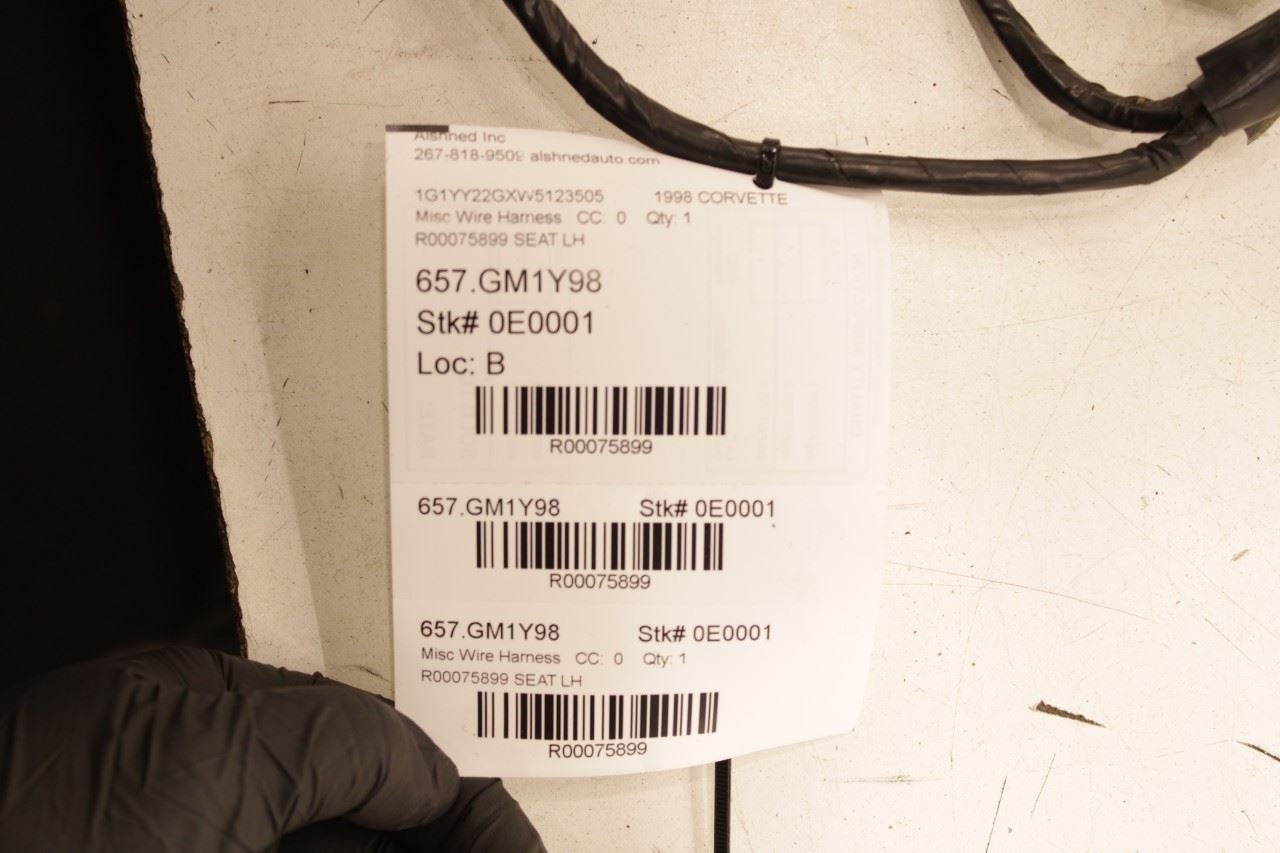 Alshned Inc
267-818-9509 alshnedauto.com
1G1YY22GXW5123505 1998 CORVETTE
Misc Wire Harness CC: 0 Qty: 1
R00075899 SEAT LH
657.GM1Y98
Stk# 0E0001
Loc: B
R00075899
657.GM1Y98 Stk# 0E0001
R00075899
657.GM1Y98 Stk# 0E0001
Misc Wire Harness CC: 0 Qty: 1
R00075899 SEAT LH
R00075899